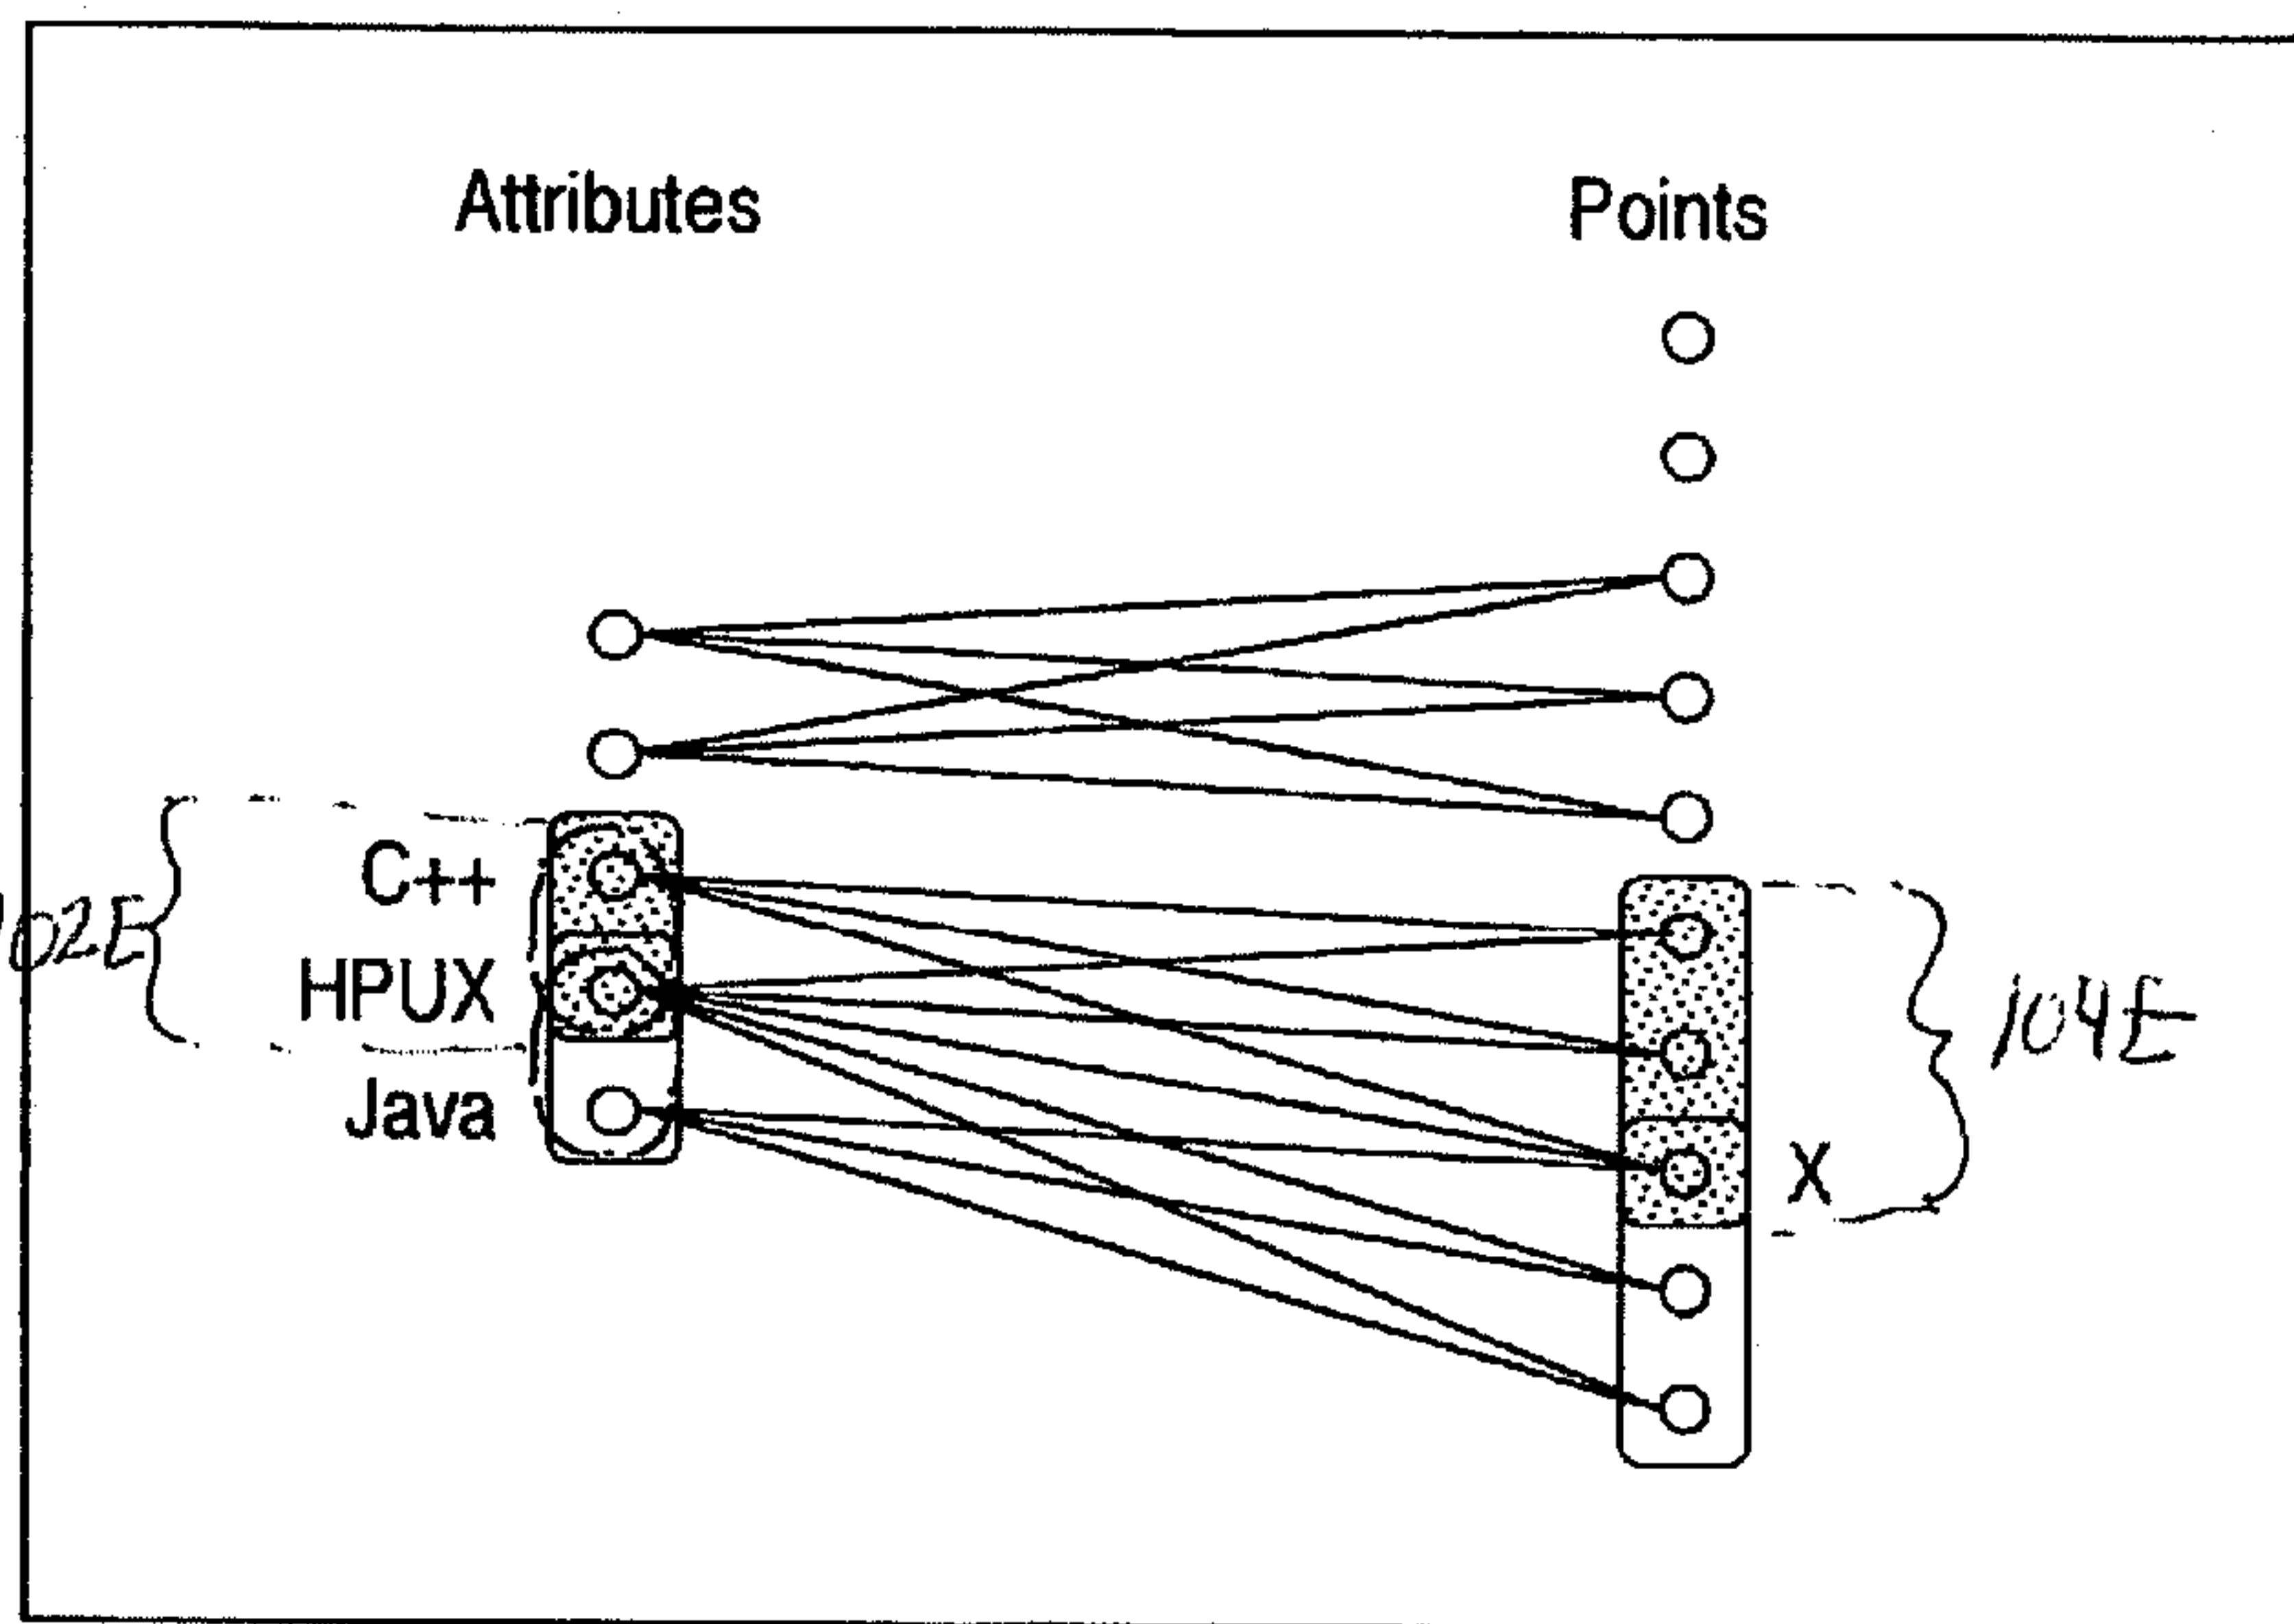 Attributes Points
C++
HPUX
Java
X
104E